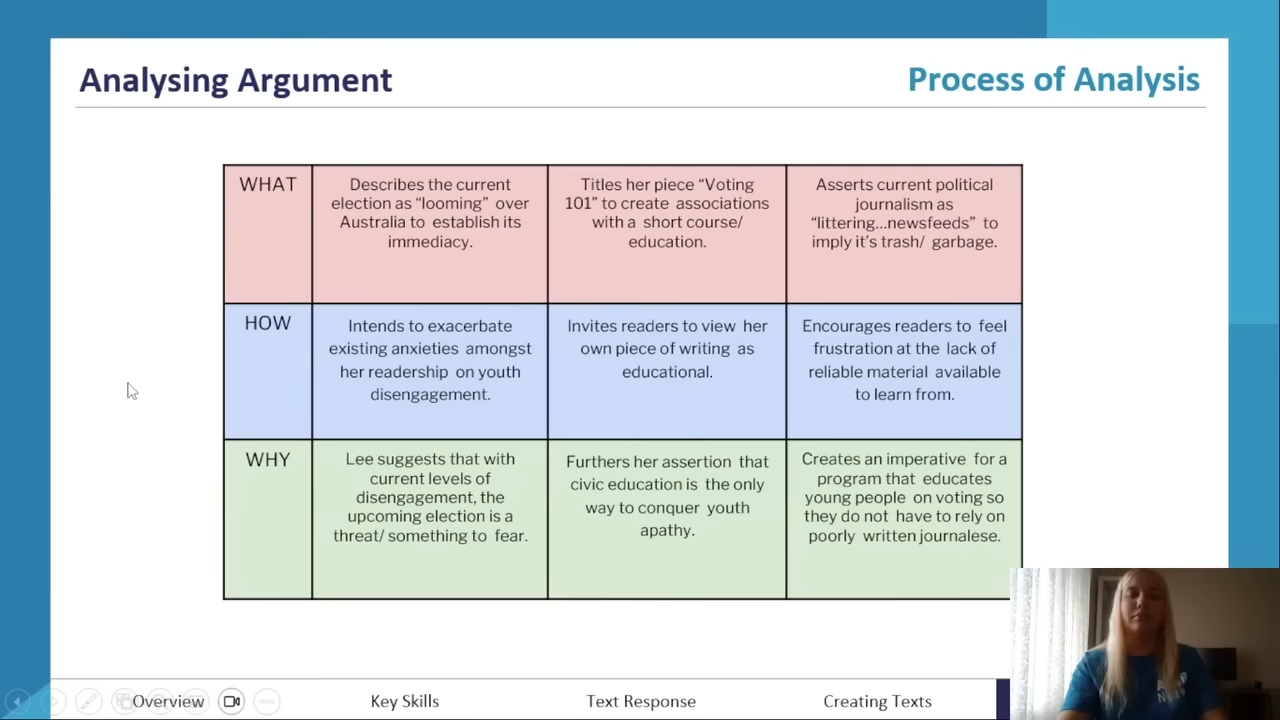 Analysing Argument
Process of Analysis
WHAT
Describes the current
election as “looming” over
Australia to establish its
immediacy.
Titles her piece “Voting
101” to create associations
with a short course/
education.
Asserts current political
journalism as
“littering...newsfeeds” to
imply it’s trash/ garbage.
HOW
Intends to exacerbate
existing anxieties amongst
her readership on youth
disengagement.
Invites readers to view her
own piece of writing as
educational.
Encourages readers to feel
frustration at the lack of
reliable material available
to learn from.
WHY
Lee suggests that with
current levels of
disengagement, the
upcoming election is a
threat/ something to fear.
Furthers her assertion that
civic education is the only
way to conquer youth
apathy.
Creates an imperative for a
program that educates
young people on voting so
they do not have to rely on
poorly written journalese.
Overview
Key Skills
Text Response
Creating Texts